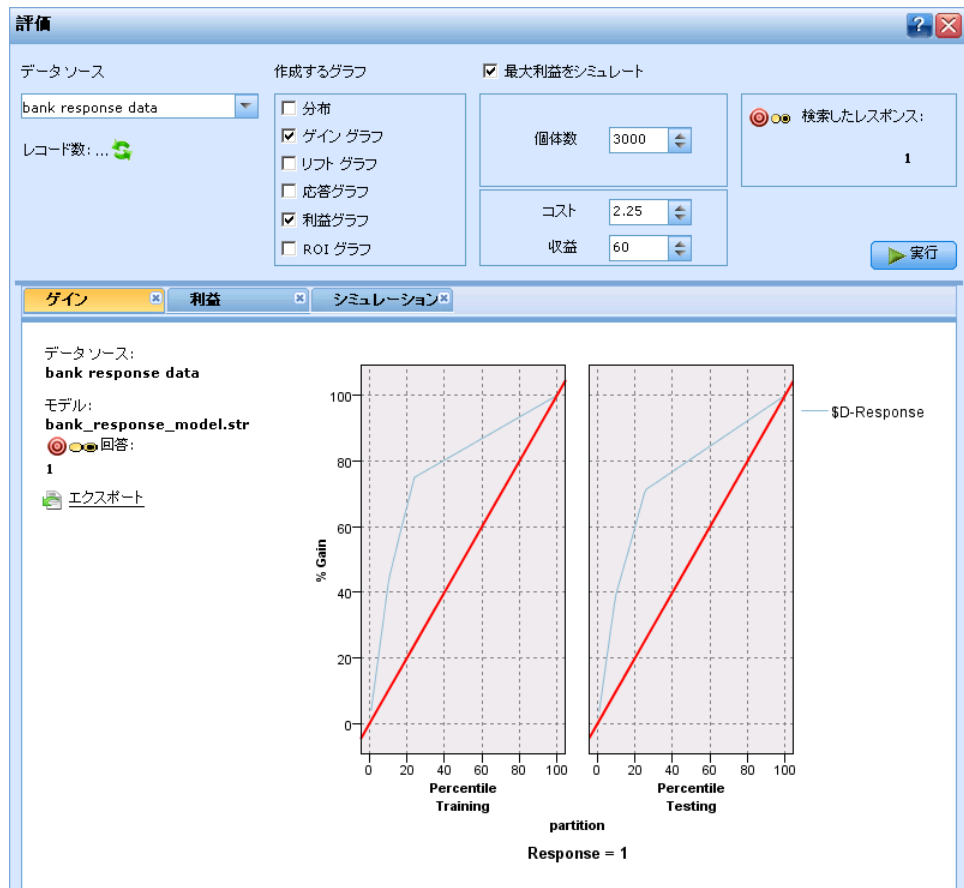 評価
データ ソース
bank response data
レコード数: ...
作成するグラフ
分布
ゲイン グラフ
リフト グラフ
応答グラフ
利益グラフ
ROI グラフ
最大利益をシミュレート
個体数
3000
コスト
2.25
収益
60
検索したレスポンス:
1
実行
ゲイン
利益
シミュレーション
データ ソース:
bank response data
モデル:
bank_response_model.str
回答:
1
エクスポート
% Gain
100
80
60
40
20
0
0 20 40 60 80 100
Percentile
Training
0 20 40 60 80 100
Percentile
Testing
partition
Response = 1
$D-Response